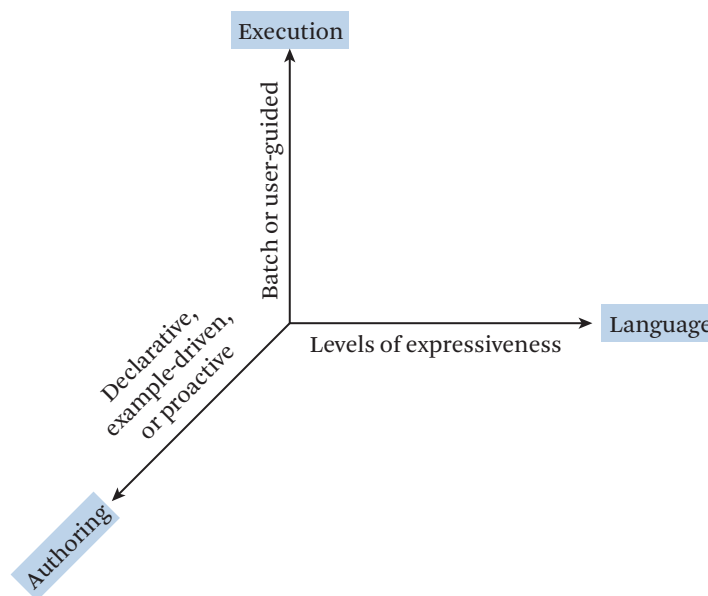 Execution
Batch or user-guided
Language
Levels of expressiveness
Declarative,
example-driven,
or proactive
Authoring